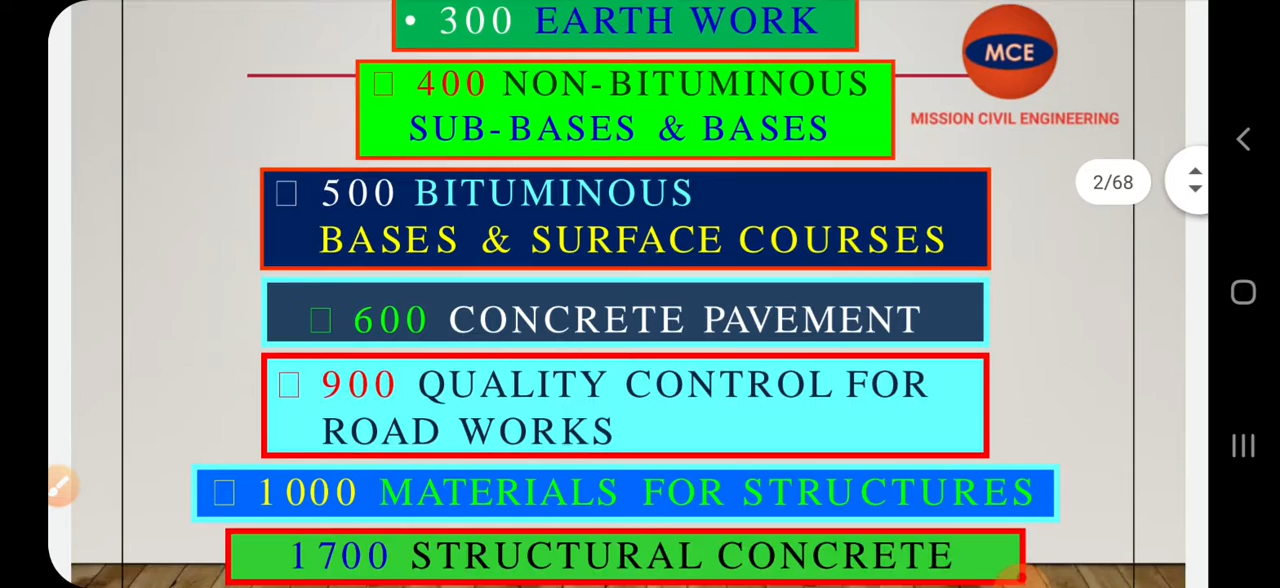 • 300 EARTH WORK
400 NON-BITUMINOUS
SUB-BASES & BASES
MCE
MISSION CIVIL ENGINEERING
2/68
500 BITUMINOUS
BASES & SURFACE COURSES
600 CONCRETE PAVEMENT
900 QUALITY CONTROL FOR
ROAD WORKS
1000 MATERIALS FOR STRUCTURES
1700 STRUCTURAL CONCRETE